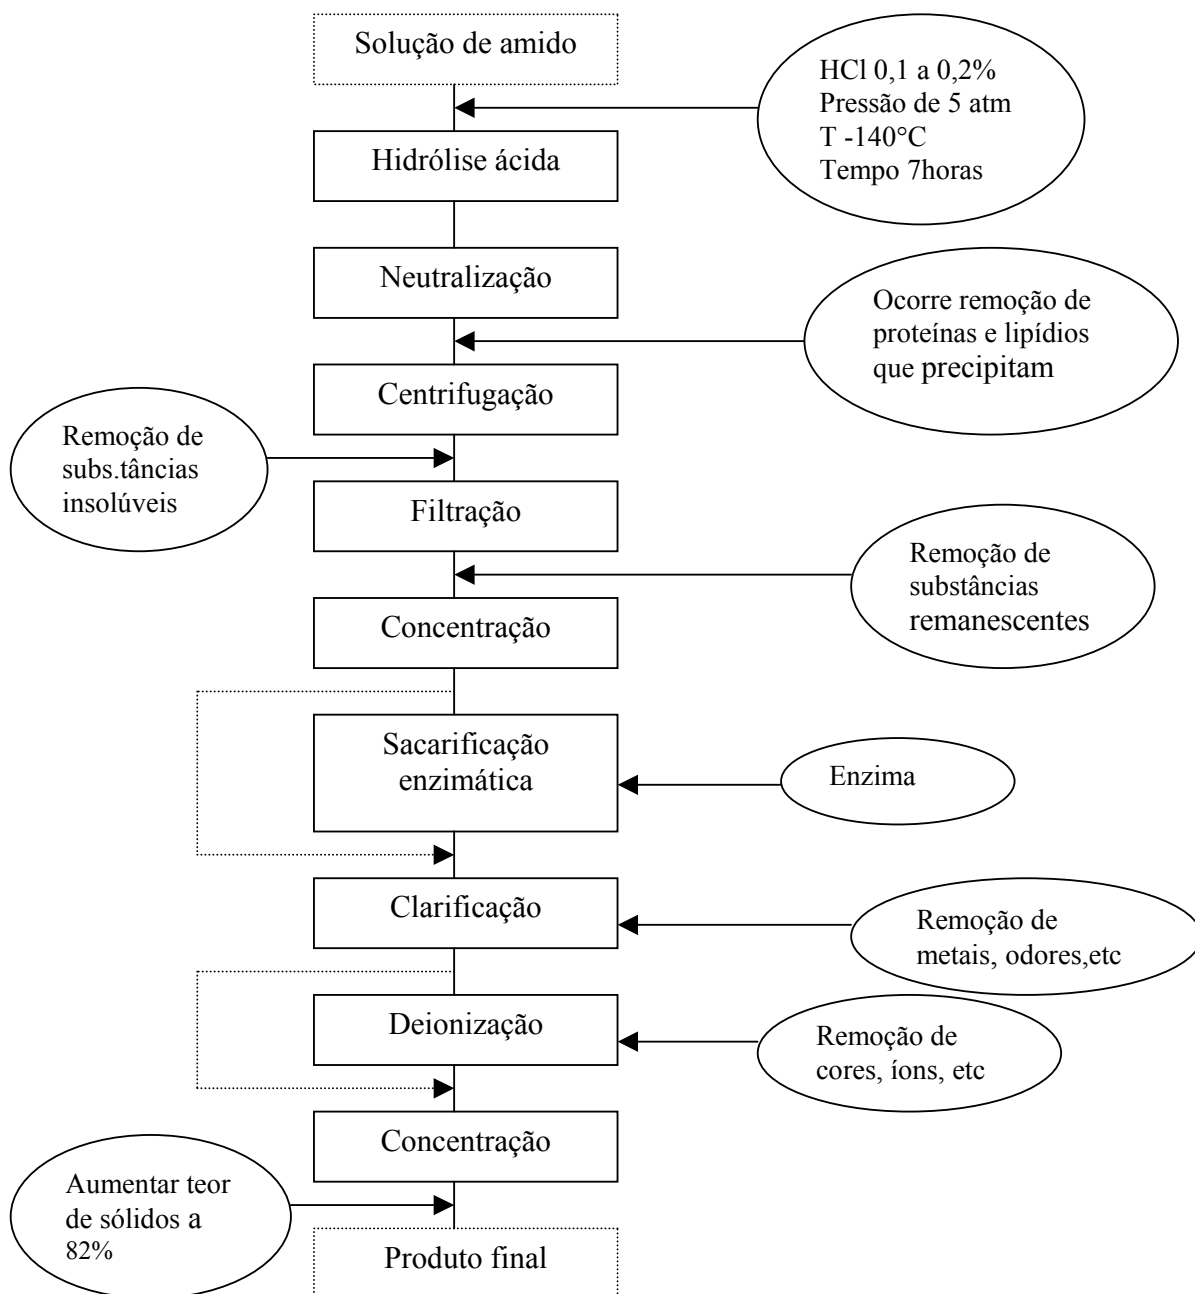 Solução de amido
HCl 0,1 a 0,2%
Pressão de 5 atm
T -140°C
Tempo 7horas
Hidrólise ácida
Neutralização
Ocorre remoção de
proteínas e lipídios
que precipitam
Centrifugação
Remoção de
subs.tâncias
insolúveis
Filtração
Remoção de
substâncias
remanescentes
Concentração
Sacarificação
enzimática
Enzima
Clarificação
Remoção de
metais, odores,etc
Deionização
Remoção de
cores, íons, etc
Concentração
Aumentar teor
de sólidos a
82%
Produto final